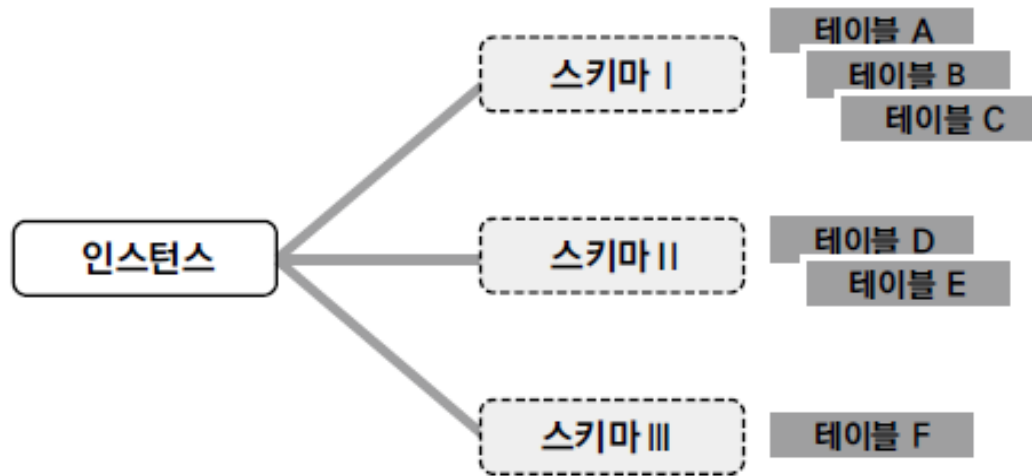 테이블 A
스키마 Ⅰ
테이블 B
테이블 C
인스턴스
스키마 Ⅱ
테이블 D
테이블 E
스키마 Ⅲ
테이블 F